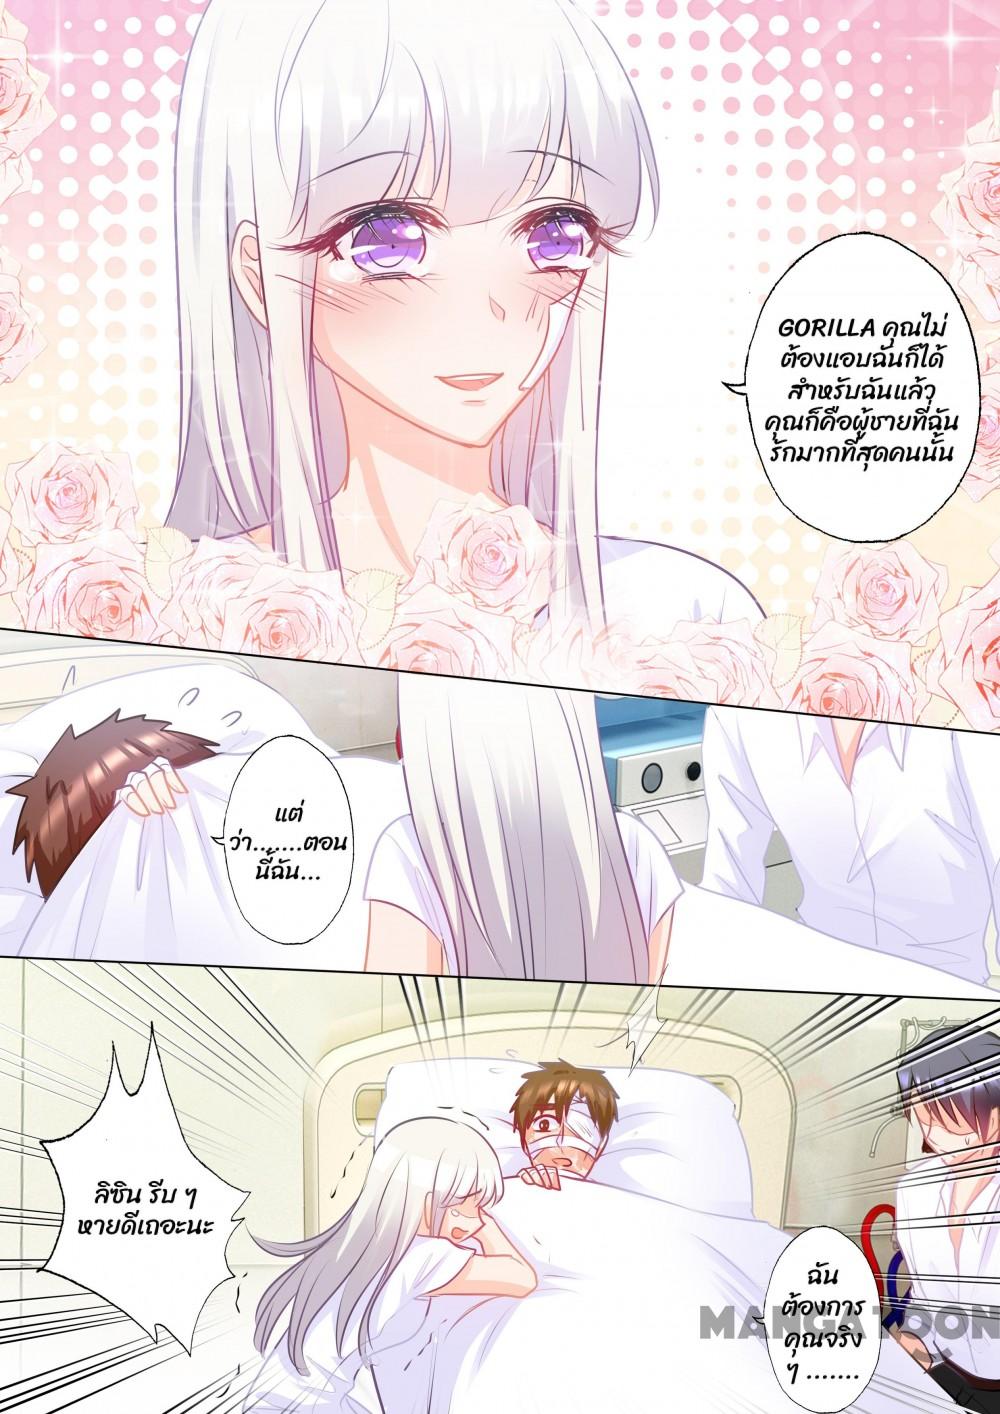 GORILLA คุณไม่
ต้องแอบฉันก็ได้
สำหรับฉันแล้ว
คุณก็คือผู้ชายที่ฉัน
รักมากที่สุดคนนั้น
แต่
ว่า.......ตอน
นี้ฉัน...
ลิซิน รีบ ๆ
หายดีเถอะนะ
ฉัน
ต้องการ
คุณจริง
ๆ .......
MANGATOON